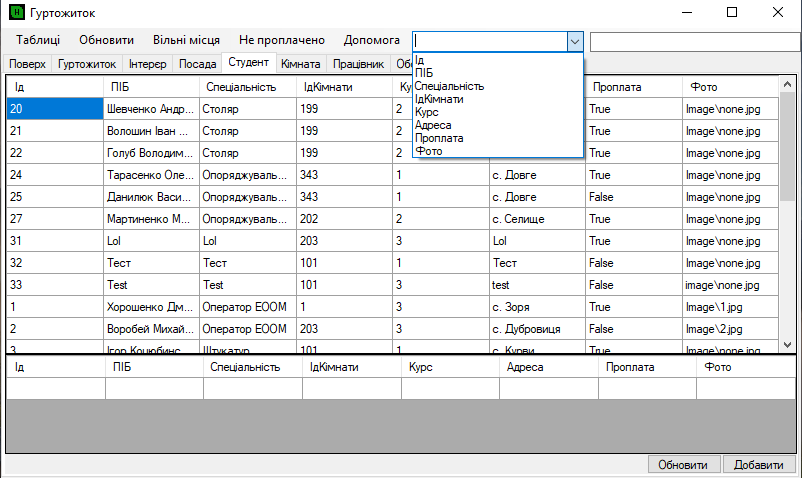 Гуртожиток
Таблиці Обновити Вільні місця Не проплачено Допомога
Поверх Гуртожиток Інтерєр Посада Студент Кімната Працівник
Ід
ПІБ
Спеціальність
ІдКімнати
Курс
Адреса
Проплата
Фото
Ід ПІБ Спеціальність ІдКімнати Проплата Фото
20 Шевченко Андр... Столяр 199 2 True Image\none.jpg
21 Волошин Іван ... Столяр 199 2 True Image\none.jpg
22 Голуб Володим... Столяр 199 2 True Image\none.jpg
24 Тарасенко Оле... Опоряджуваль... 343 1 с. Довге True Image\none.jpg
25 Данилюк Васи... Опоряджуваль... 343 1 с. Довге False Image\none.jpg
27 Мартиненко М... Опоряджуваль... 202 2 с. Селище True Image\none.jpg
31 Lol Lol 203 3 Lol True Image\none.jpg
32 Тест Тест 101 1 Тест False Image\none.jpg
33 Test Test 101 3 test False image\none.jpg
1 Хорошенко Дм... Оператор ЕООМ 1 3 с. Зоря True Image\1.jpg
2 Воробей Михай... Оператор ЕООМ 203 3 с. Дубровиця False Image\2.jpg
3 Ігор Коцюбинс... Штукатур 101 1 с. Курви True Image\none.jpg
Ід ПІБ Спеціальність ІдКімнати Курс Адреса Проплата Фото
Обновити Добавити